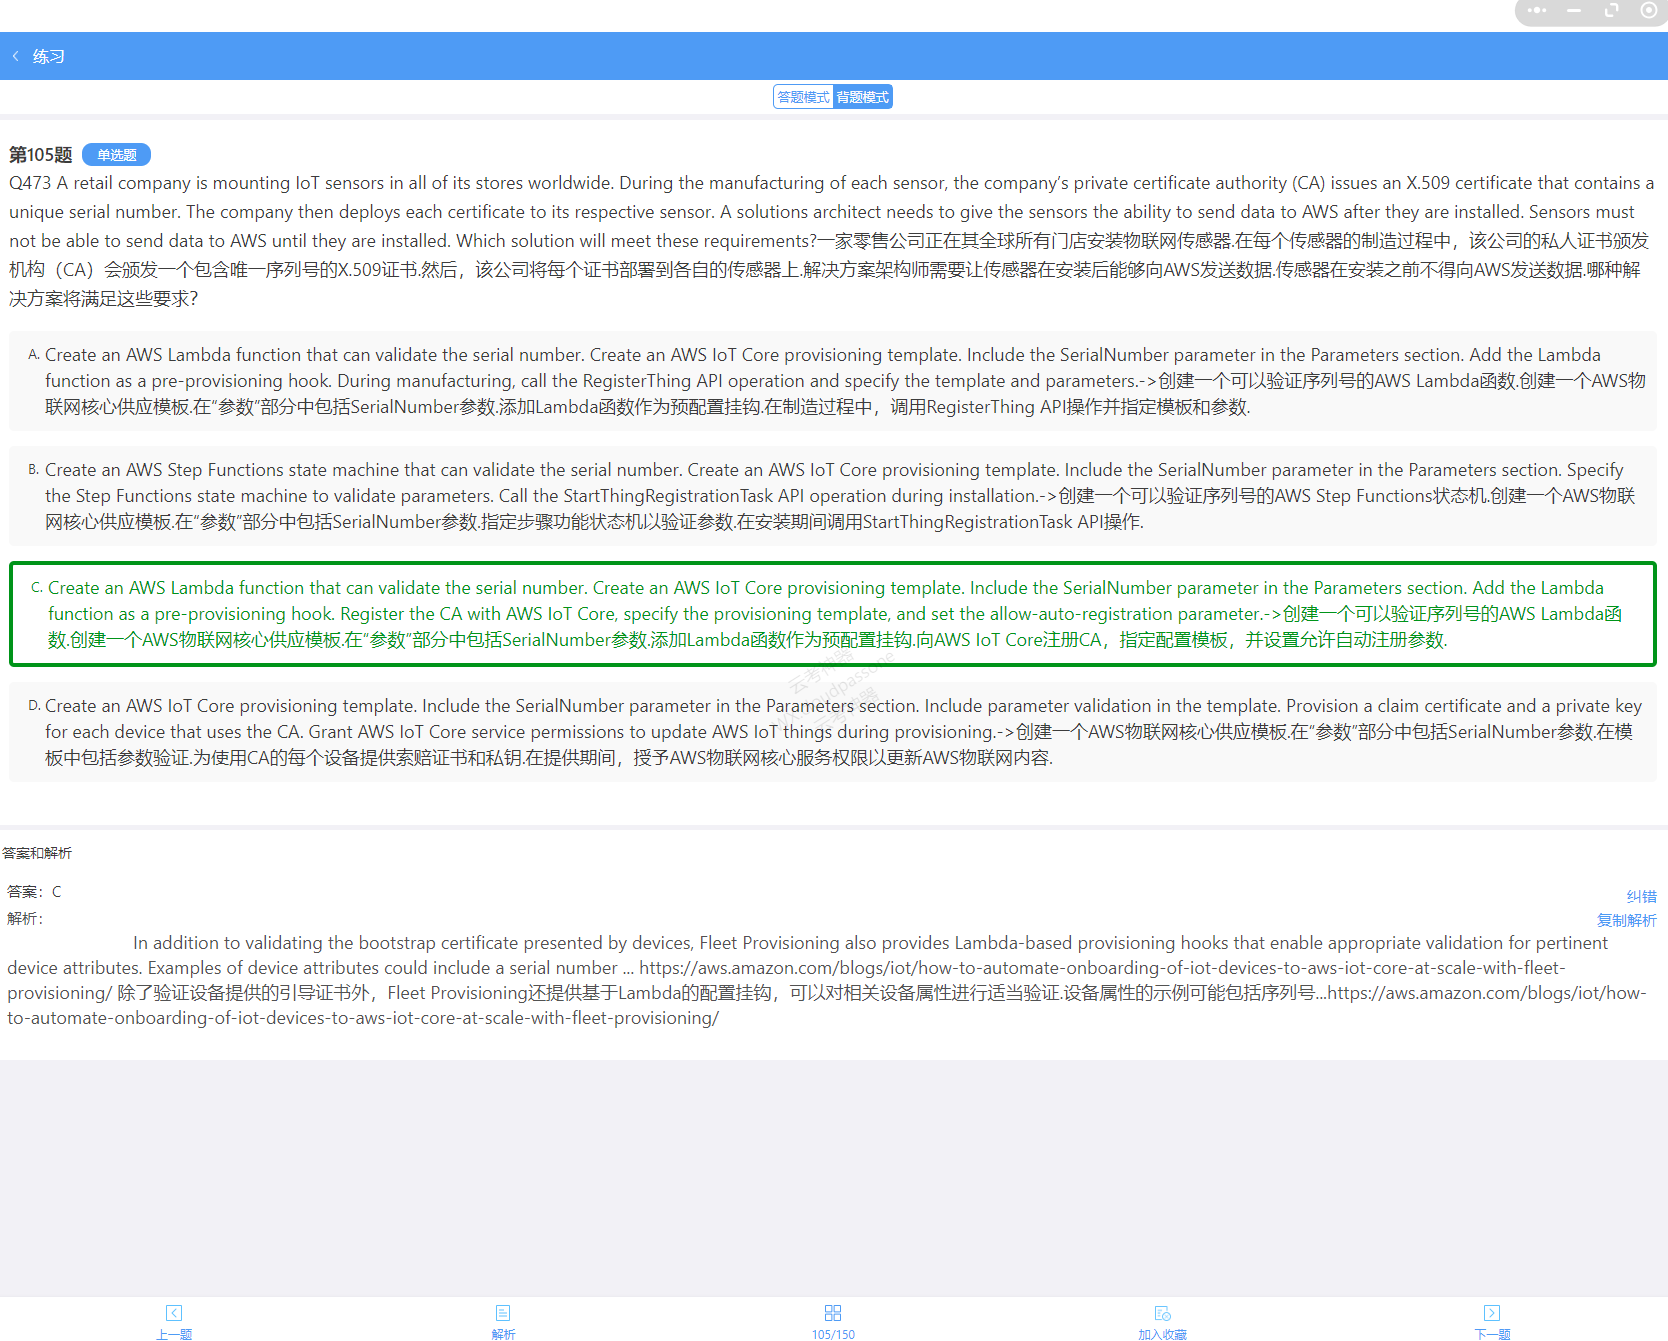 练习
答题模式 背题模式
第105题 单选题
Q473 A retail company is mounting IoT sensors in all of its stores worldwide. During the manufacturing of each sensor, the company’s private certificate authority (CA) issues an X.509 certificate that contains a
unique serial number. The company then deploys each certificate to its respective sensor. A solutions architect needs to give the sensors the ability to send data to AWS after they are installed. Sensors must
not be able to send data to AWS until they are installed. Which solution will meet these requirements?一家零售公司正在其全球所有门店安装物联网传感器.在每个传感器的制造过程中，该公司的私人证书颁发
机构（CA）会颁发一个包含唯一序列号的X.509证书.然后，该公司将每个证书部署到各自的传感器上.解决方案架构师需要让传感器在安装后能够向AWS发送数据.传感器在安装之前不得向AWS发送数据.哪种解
决方案将满足这些要求？
A. Create an AWS Lambda function that can validate the serial number. Create an AWS IoT Core provisioning template. Include the SerialNumber parameter in the Parameters section. Add the Lambda
function as a pre-provisioning hook. During manufacturing, call the RegisterThing API operation and specify the template and parameters.->创建一个可以验证序列号的AWS Lambda函数.创建一个AWS物
联网核心供应模板.在“参数”部分中包括SerialNumber参数.添加Lambda函数作为预配置挂钩.在制造过程中，调用RegisterThing API操作并指定模板和参数.
B. Create an AWS Step Functions state machine that can validate the serial number. Create an AWS IoT Core provisioning template. Include the SerialNumber parameter in the Parameters section. Specify
the Step Functions state machine to validate parameters. Call the StartThingRegistrationTask API operation during installation.->创建一个可以验证序列号的AWS Step Functions状态机.创建一个AWS物联
网核心供应模板.在“参数”部分中包括SerialNumber参数.指定步骤功能状态机以验证参数.在安装期间调用StartThingRegistrationTask API操作.
C. Create an AWS Lambda function that can validate the serial number. Create an AWS IoT Core provisioning template. Include the SerialNumber parameter in the Parameters section. Add the Lambda
function as a pre-provisioning hook. Register the CA with AWS IoT Core, specify the provisioning template, and set the allow-auto-registration parameter.->创建一个可以验证序列号的AWS Lambda函
数.创建一个AWS物联网核心供应模板.在“参数”部分中包括SerialNumber参数.添加Lambda函数作为预配置挂钩.向AWS IoT Core注册CA，指定配置模板，并设置允许自动注册参数.
D. Create an AWS IoT Core provisioning template. Include the SerialNumber parameter in the Parameters section. Include parameter validation in the template. Provision a claim certificate and a private key
for each device that uses the CA. Grant AWS IoT Core service permissions to update AWS IoT things during provisioning.->创建一个AWS物联网核心供应模板.在“参数”部分中包括SerialNumber参数.在模
板中包括参数验证.为使用CA的每个设备提供索赔证书和私钥.在提供期间，授予AWS物联网核心服务权限以更新AWS物联网内容.
云考神器
云考神器
答案和解析
答案：C
纠错
解析：
复制解析
In addition to validating the bootstrap certificate presented by devices, Fleet Provisioning also provides Lambda-based provisioning hooks that enable appropriate validation for pertinent
device attributes. Examples of device attributes could include a serial number ... https://aws.amazon.com/blogs/iot/how-to-automate-onboarding-of-iot-devices-to-aws-iot-core-at-scale-with-fleet-
provisioning/ 除了验证设备提供的引导证书外，Fleet Provisioning还提供基于Lambda的配置挂钩，可以对相关设备属性进行适当验证.设备属性的示例可能包括序列号...https://aws.amazon.com/blogs/iot/how-
to-automate-onboarding-of-iot-devices-to-aws-iot-core-at-scale-with-fleet-provisioning/
上一题 解析 105/150 加入收藏 下一题